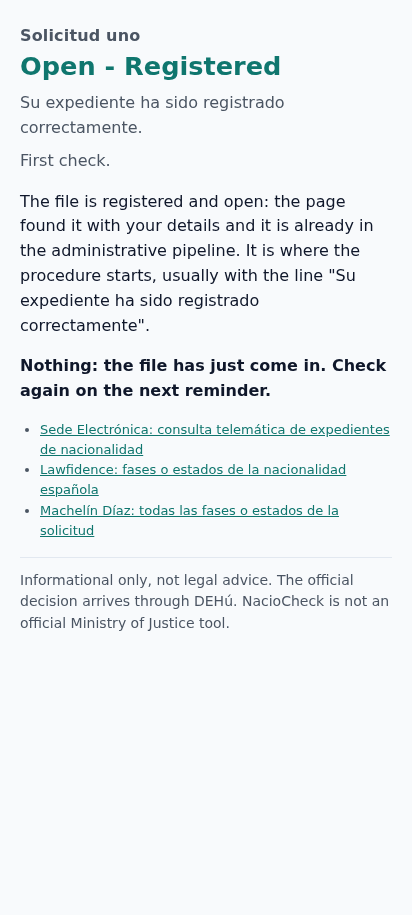 Solicitud uno
Open - Registered
Su expediente ha sido registrado
correctamente.
First check.
The file is registered and open: the page
found it with your details and it is already in
the administrative pipeline. It is where the
procedure starts, usually with the line "Su
expediente ha sido registrado
correctamente".
Nothing: the file has just come in. Check
again on the next reminder.
• Sede Electrónica: consulta telemática de expedientes
de nacionalidad
• Lawfidence: fases o estados de la nacionalidad
española
• Machelín Díaz: todas las fases o estados de la
solicitud
Informational only, not legal advice. The official
decision arrives through DEHú. NacioCheck is not an
official Ministry of Justice tool.